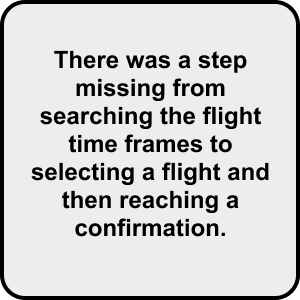 There was a step
missing from
searching the flight
time frames to
selecting a flight and
then reaching a
confirmation.